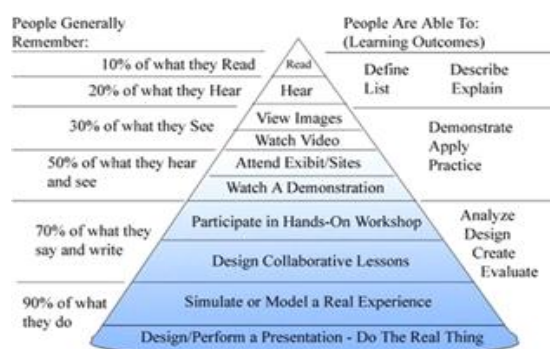 People Generally
Remember:
10% of what they Read
20% of what they Hear
30% of what they See
50% of what they hear
and see
70% of what they
say and write
90% of what
they do
Read
Hear
View Images
Watch Video
Attend Exibit/Sites
Watch A Demonstration
Participate in Hands-On Workshop
Design Collaborative Lessons
Simulate or Model a Real Experience
Design/Perform a Presentation - Do The Real Thing
People Are Able To:
(Learning Outcomes)
Define Describe
List Explain
Demonstrate
Apply
Practice
Analyze
Design
Create
Evaluate